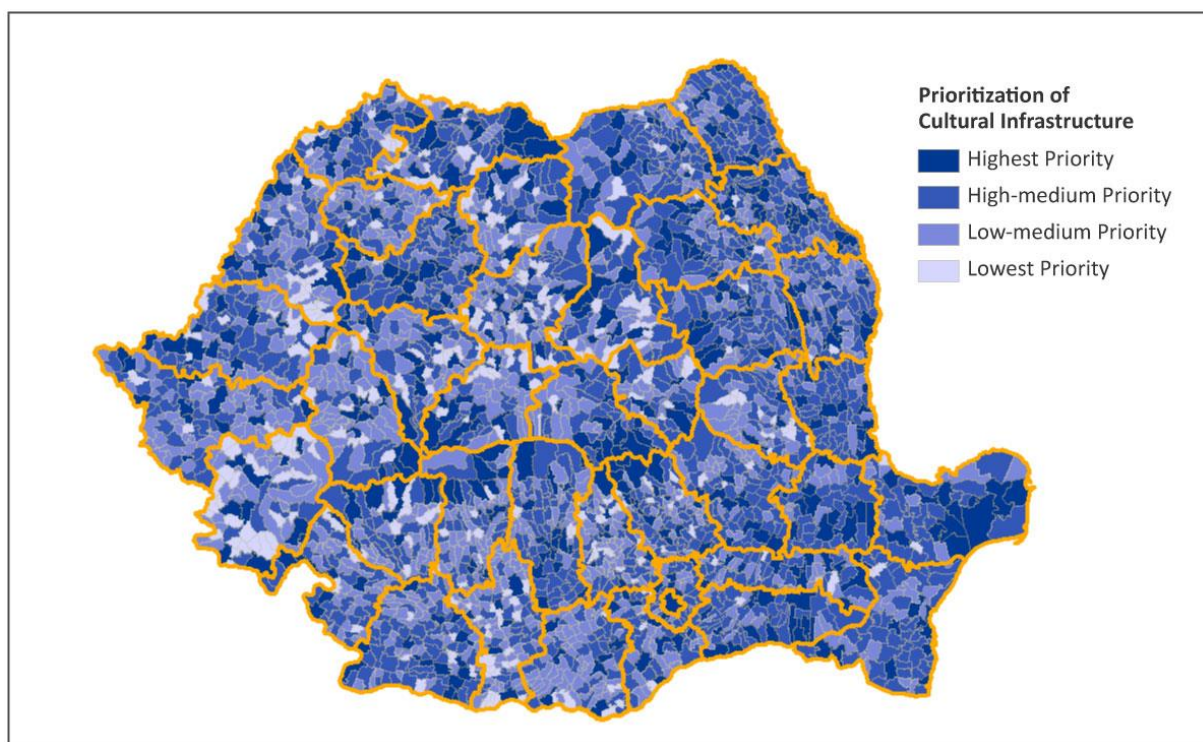 Prioritization of
Cultural Infrastructure
Highest Priority
High-medium Priority
Low-medium Priority
Lowest Priority